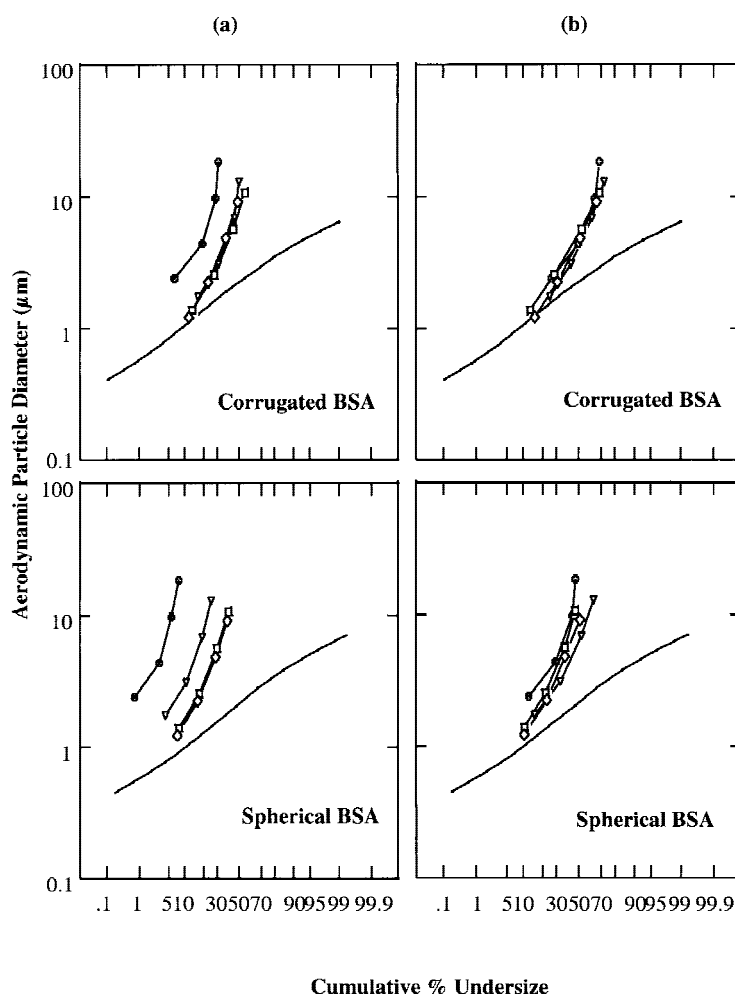 (a) (b)
100
10
1
Corrugated BSA Corrugated BSA
0.1
100
10
1
Spherical BSA Spherical BSA
0.1
.1 1 510 305070 909599 99.9 .1 1 510 305070 909599 99.9
Aerodynamic Particle Diameter (μm)
Cumulative % Undersize